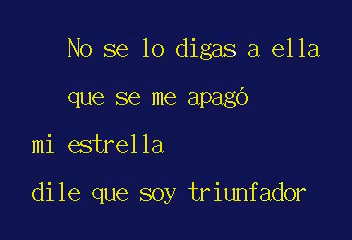 No se lo digas a ella
que se me apagó
mi estrella
dile que soy triunfador